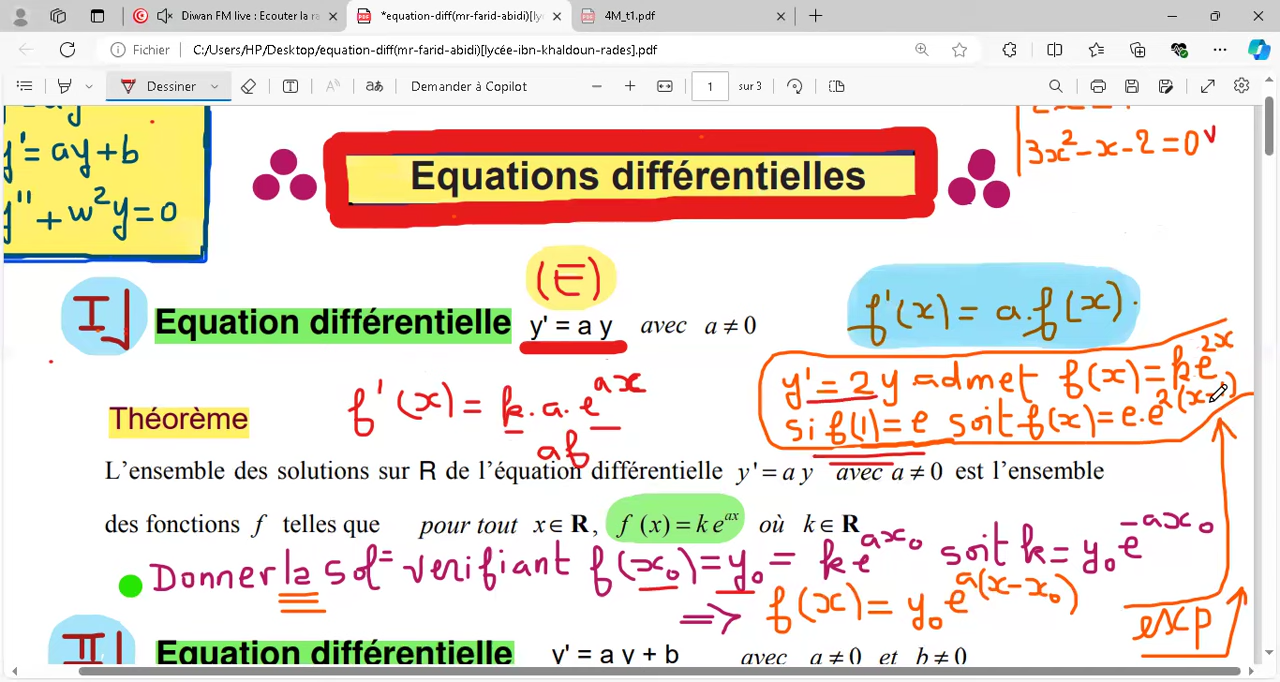 Diwan FM live : Ecouter la ra
*equation-diff(mr-farid-abidi)[lyc
4M_t1.pdf
Fichier C:/Users/HP/Desktop/equation-diff(mr-farid-abidi)[lycée-ibn-khaldoun-rades].pdf
Dessiner
Demander à Copilot
1 sur 3
y' = ay + b
y'' + w²y = 0
3x² - x - 2 = 0
Equations différentielles
(E)
I Equation différentielle y' = a y avec a ≠ 0
f'(x) = a.f(x).
f'(x) = k.a.e^{ax}
af
y' = 2y admet f(x) = ke^{2x}
si f(1) = e soit f(x) = e.e^{2(x-
Théorème
L'ensemble des solutions sur R de l'équation différentielle y' = a y avec a ≠ 0 est l'ensemble
des fonctions f telles que pour tout x ∈ R, f (x) = k e^{ax} où k ∈ R
Donner la sol° verifiant f(x₀) = y₀ = ke^{ax₀} soit k = y₀e^{-ax₀}
⇒ f(x) = y₀e^{a(x-x₀)}
exp
II Equation différentielle y' = a y + b avec a ≠ 0 et b ≠ 0